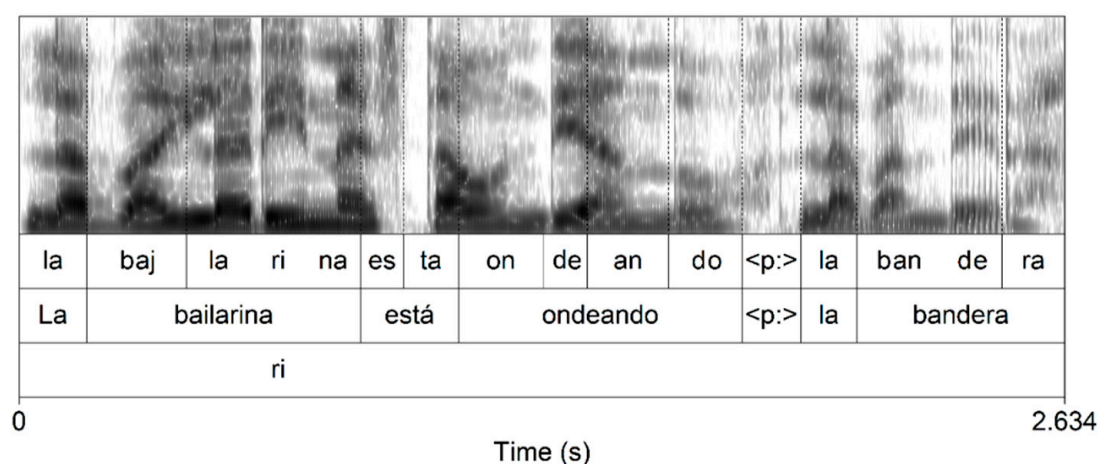 la baj la ri na es ta on de an do <p:> la ban de ra
La bailarina está ondeando <p:> la bandera
ri
0 2.634
Time (s)